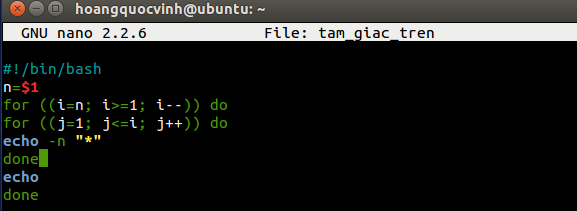 hoangquocvinh@ubuntu: ~
GNU nano 2.2.6 File: tam_giac_tren
#!/bin/bash
n=$1
for ((i=n; i>=1; i--)) do
for ((j=1; j<=i; j++)) do
echo -n "*"
done
echo
done